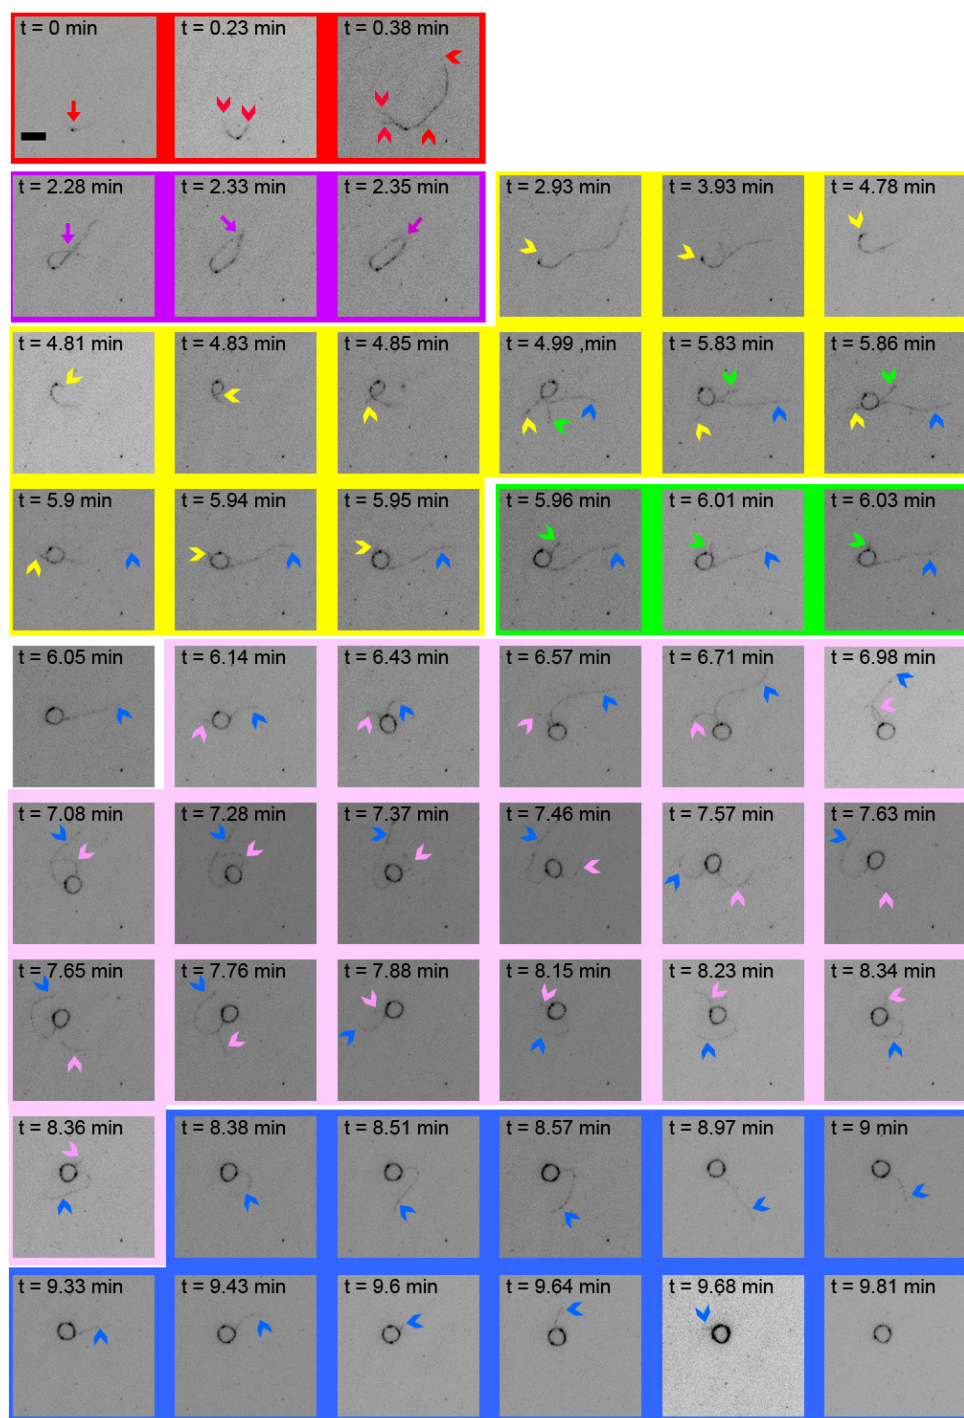 t = 0 min t = 0.23 min t = 0.38 min
t = 2.28 min t = 2.33 min t = 2.35 min t = 2.93 min t = 3.93 min t = 4.78 min
t = 4.81 min t = 4.83 min t = 4.85 min t = 4.99 ,min t = 5.83 min t = 5.86 min
t = 5.9 min t = 5.94 min t = 5.95 min t = 5.96 min t = 6.01 min t = 6.03 min
t = 6.05 min t = 6.14 min t = 6.43 min t = 6.57 min t = 6.71 min t = 6.98 min
t = 7.08 min t = 7.28 min t = 7.37 min t = 7.46 min t = 7.57 min t = 7.63 min
t = 7.65 min t = 7.76 min t = 7.88 min t = 8.15 min t = 8.23 min t = 8.34 min
t = 8.36 min t = 8.38 min t = 8.51 min t = 8.57 min t = 8.97 min t = 9 min
t = 9.33 min t = 9.43 min t = 9.6 min t = 9.64 min t = 9.68 min t = 9.81 min